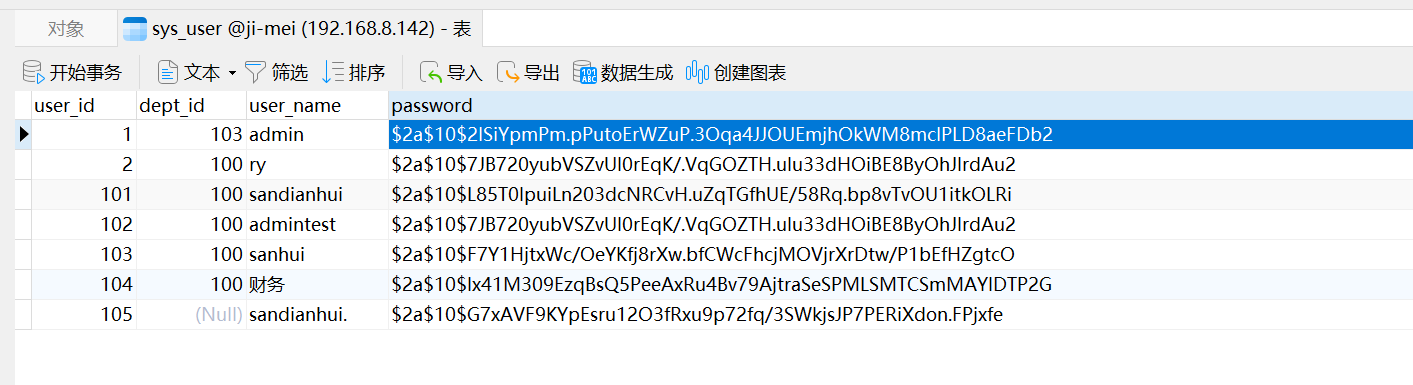 对象 sys_user @ji-mei (192.168.8.142) - 表
开始事务 文本 筛选 排序 导入 导出 数据生成 创建图表
user_id dept_id user_name password
1 103 admin $2a$10$2ISiYpmPm.pPutoErWZuP.3Oqa4JJOUEmjhOkWM8mcIPLD8aeFDb2
2 100 ry $2a$10$7JB720yubVSZvUI0rEqK/.VqGOZTH.ulu33dHOiBE8ByOhJIrdAu2
101 100 sandianhui $2a$10$L85T0lpuiLn203dcNRCvH.uZqTGfhUE/58Rq.bp8vTvOU1itkOLRi
102 100 admintest $2a$10$7JB720yubVSZvUI0rEqK/.VqGOZTH.ulu33dHOiBE8ByOhJIrdAu2
103 100 sanhui $2a$10$F7Y1HjtxWc/OeYKfj8rXw.bfCWcFhcjMOVjrXrDtw/P1bEfHZgtcO
104 100 财务 $2a$10$Ix41M309EzqBsQ5PeeAxRu4Bv79AjtraSeSPMLSMTCSmMAYIDTP2G
105 (Null) sandianhui. $2a$10$G7xAVF9KYpEsru12O3fRxu9p72fq/3SWkjsJP7PERiXdon.FPjxfe